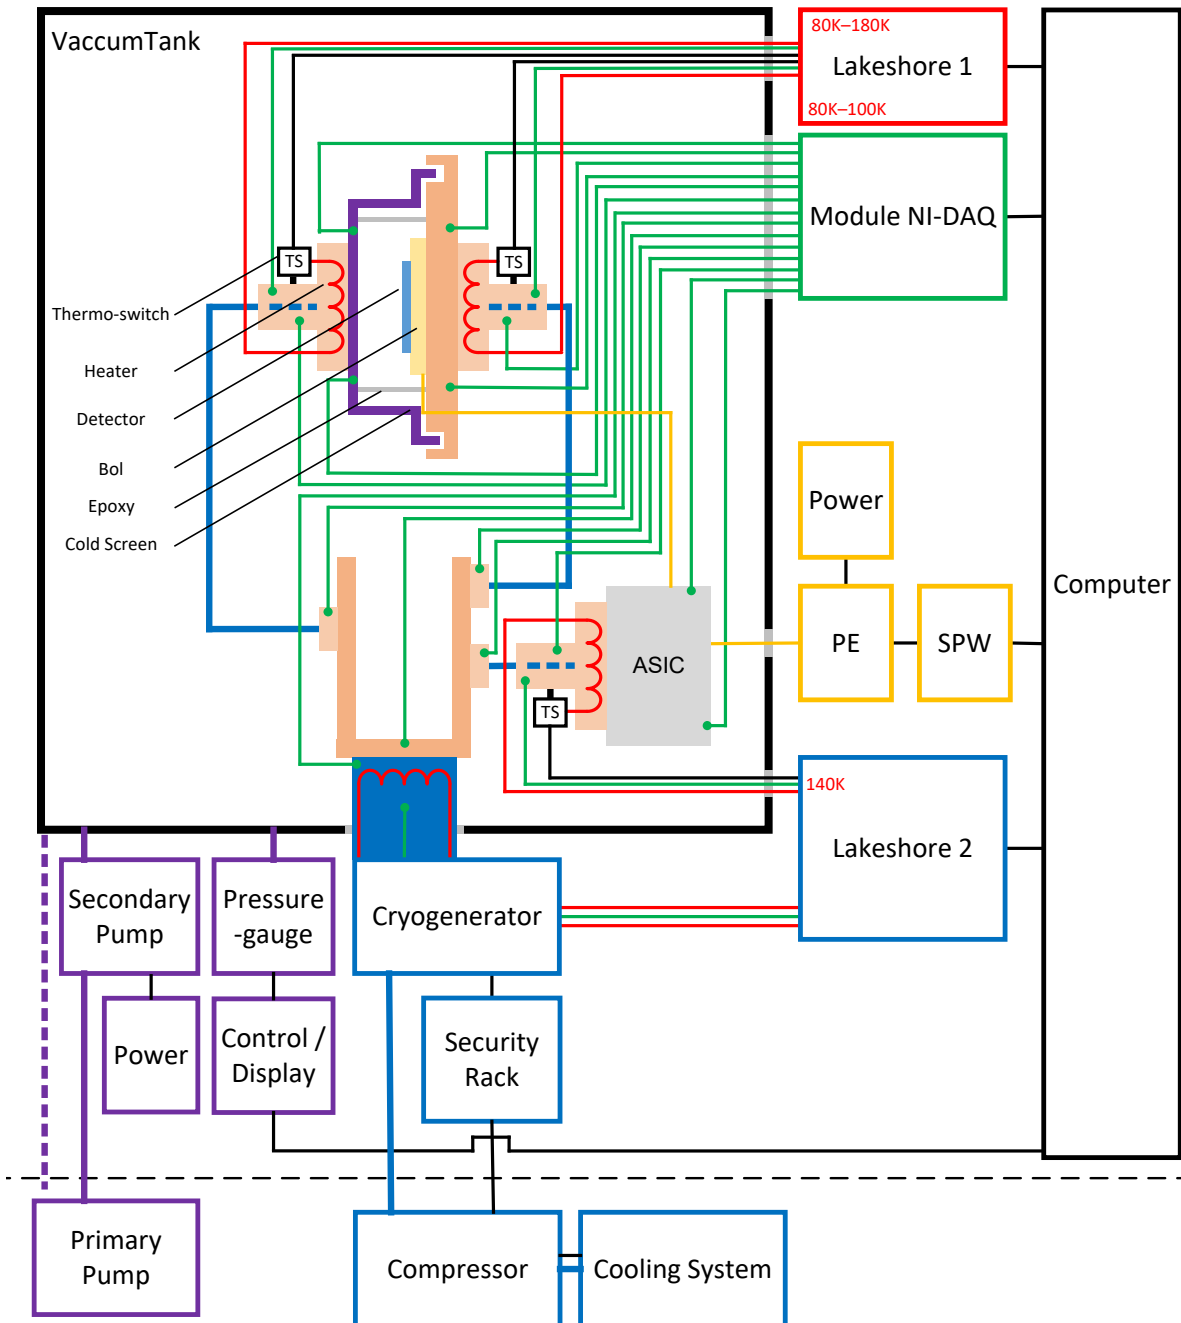 VaccumTank
80K–180K
Lakeshore 1
80K–100K
Module NI-DAQ
TS
TS
Thermo-switch
Heater
Detector
Bol
Epoxy
Cold Screen
Power
Computer
PE
SPW
ASIC
TS
140K
Lakeshore 2
Secondary
Pump
Pressure
-gauge
Cryogenerator
Power
Control /
Display
Security
Rack
Primary
Pump
Compressor
Cooling System